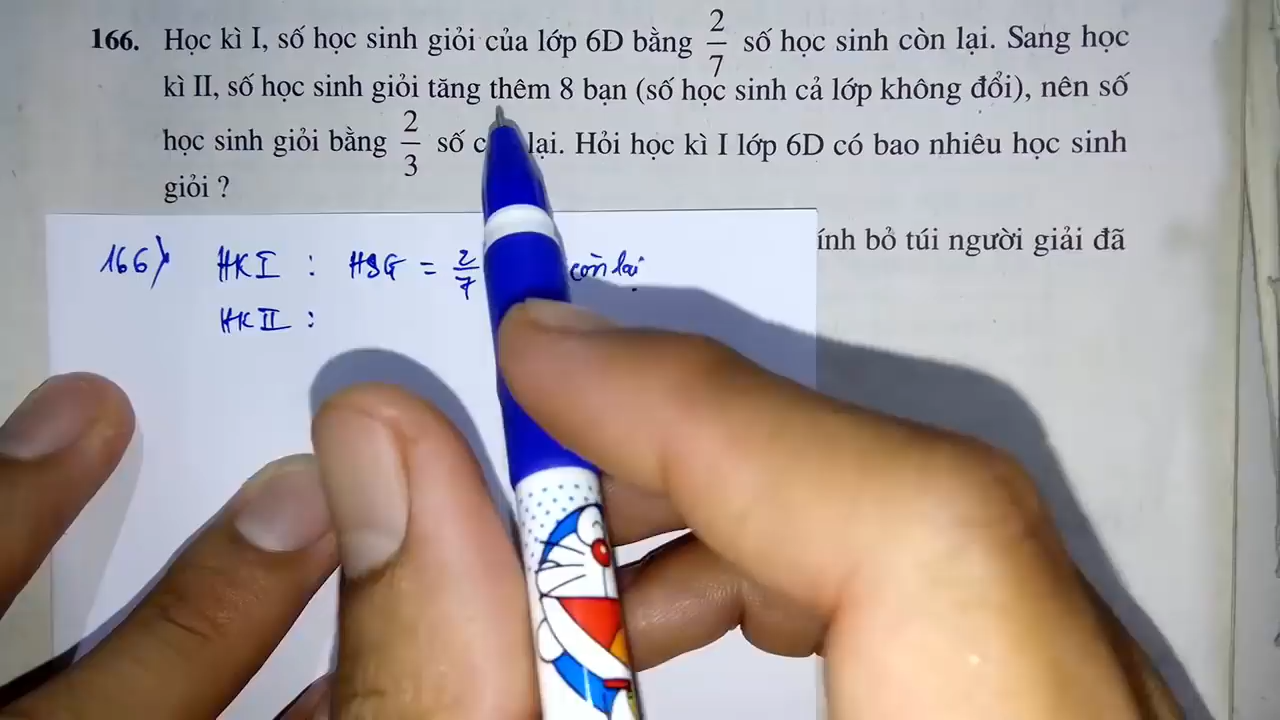 166. Học kì I, số học sinh giỏi của lớp 6D bằng 2/7 số học sinh còn lại. Sang học
kì II, số học sinh giỏi tăng thêm 8 bạn (số học sinh cả lớp không đổi), nên số
học sinh giỏi bằng 2/3 số lại. Hỏi học kì I lớp 6D có bao nhiêu học sinh
giỏi ?
ính bỏ túi người giải đã
166) HKI : HSG = 2/7 còn lại
HKII :